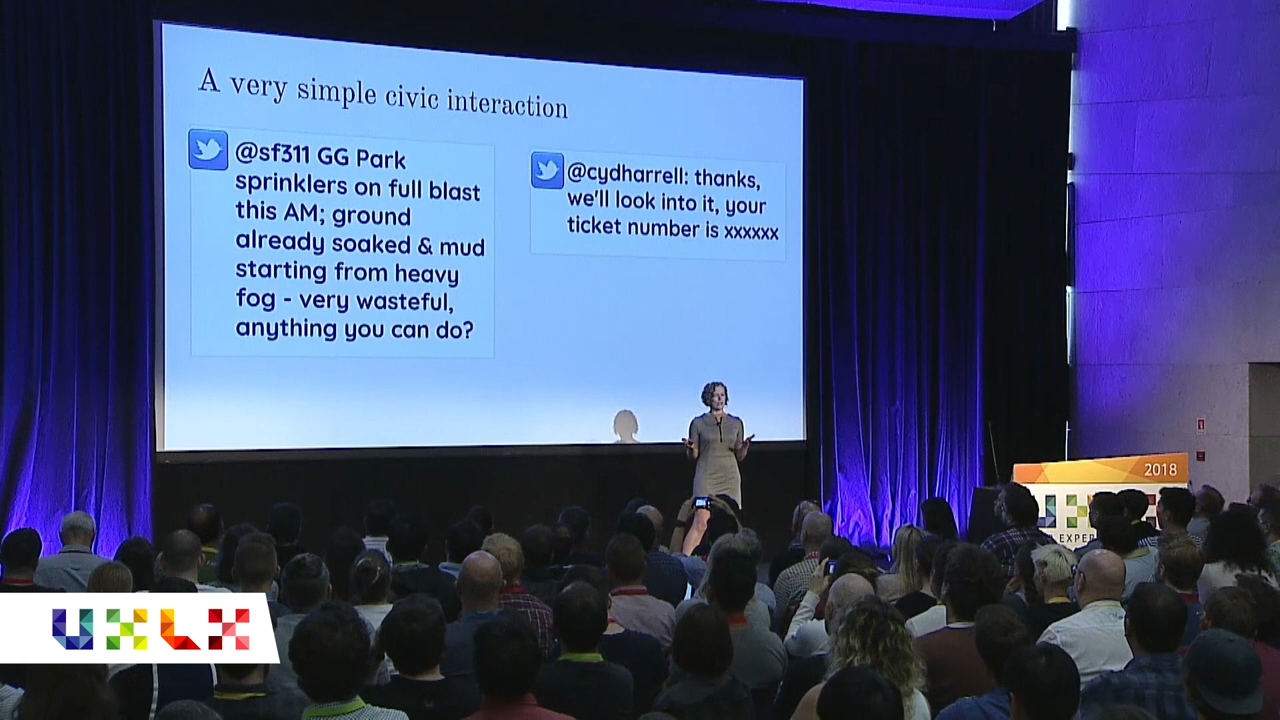 A very simple civic interaction
@sf311 GG Park
sprinklers on full blast
this AM; ground
already soaked & mud
starting from heavy
fog - very wasteful,
anything you can do?
@cydharrell: thanks,
we'll look into it, your
ticket number is xxxxxx
2018
UXLX
EXPER
UXLX